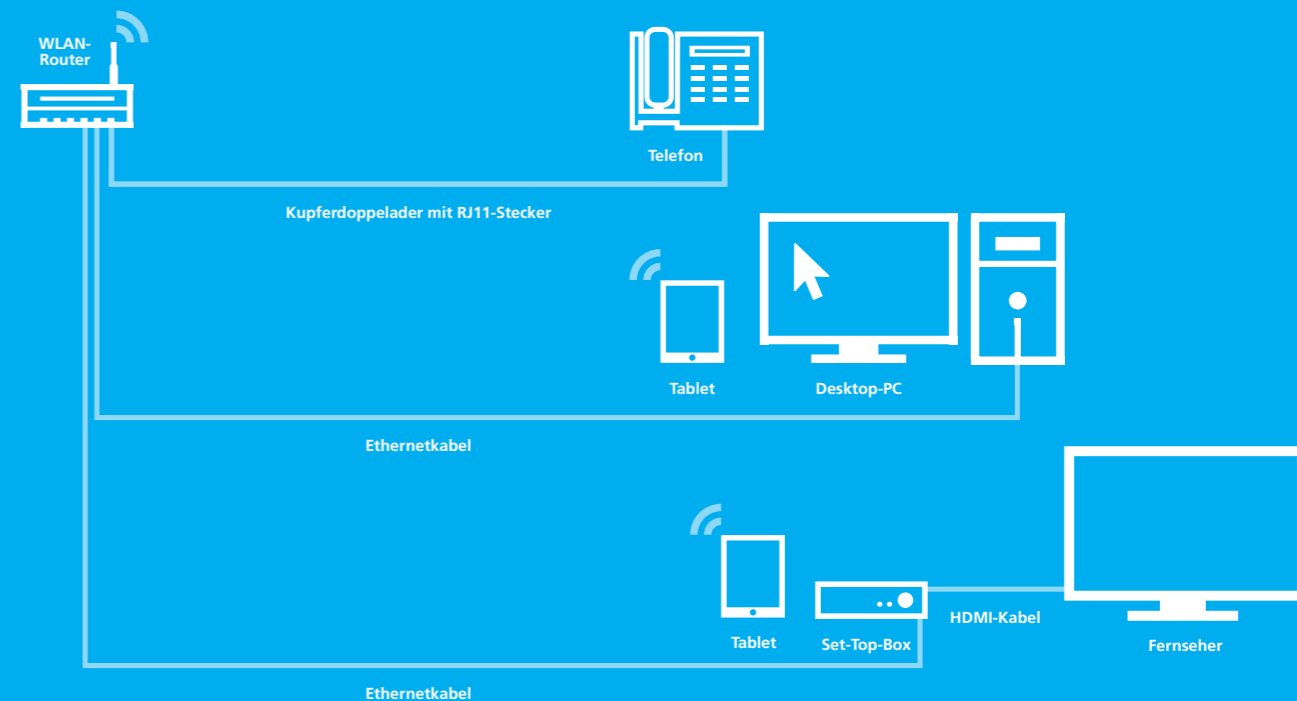 WLAN-
Router
Telefon
Kupferdoppelader mit RJ11-Stecker
Tablet
Desktop-PC
Ethernetkabel
HDMI-Kabel
Tablet
Set-Top-Box
Fernseher
Ethernetkabel